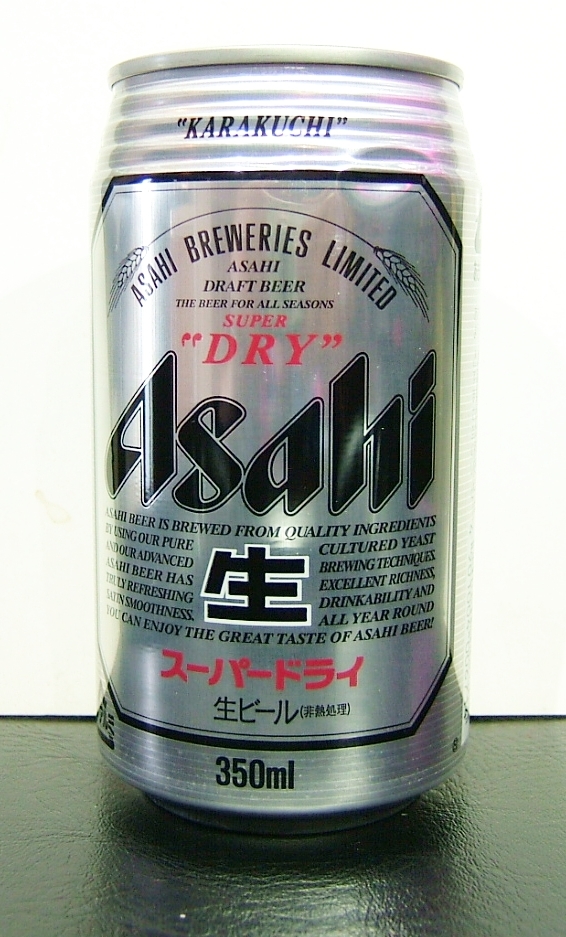 "KARAKUCHI"
ASAHI BREWERIES LIMITED
ASAHI
DRAFT BEER
THE BEER FOR ALL SEASONS
SUPER
"DRY"
Asahi
ASAHI BEER IS BREWED FROM QUALITY INGREDIENTS
BY USING OUR PURE CULTURED YEAST
AND OUR ADVANCED BREWING TECHNIQUES.
ASAHI BEER HAS EXCELLENT RICHNESS,
TRULY REFRESHING DRINKABILITY AND
SATIN SMOOTHNESS. ALL YEAR ROUND
生
YOU CAN ENJOY THE GREAT TASTE OF ASAHI BEER!
スーパードライ
生ビール(非熱処理)
350ml